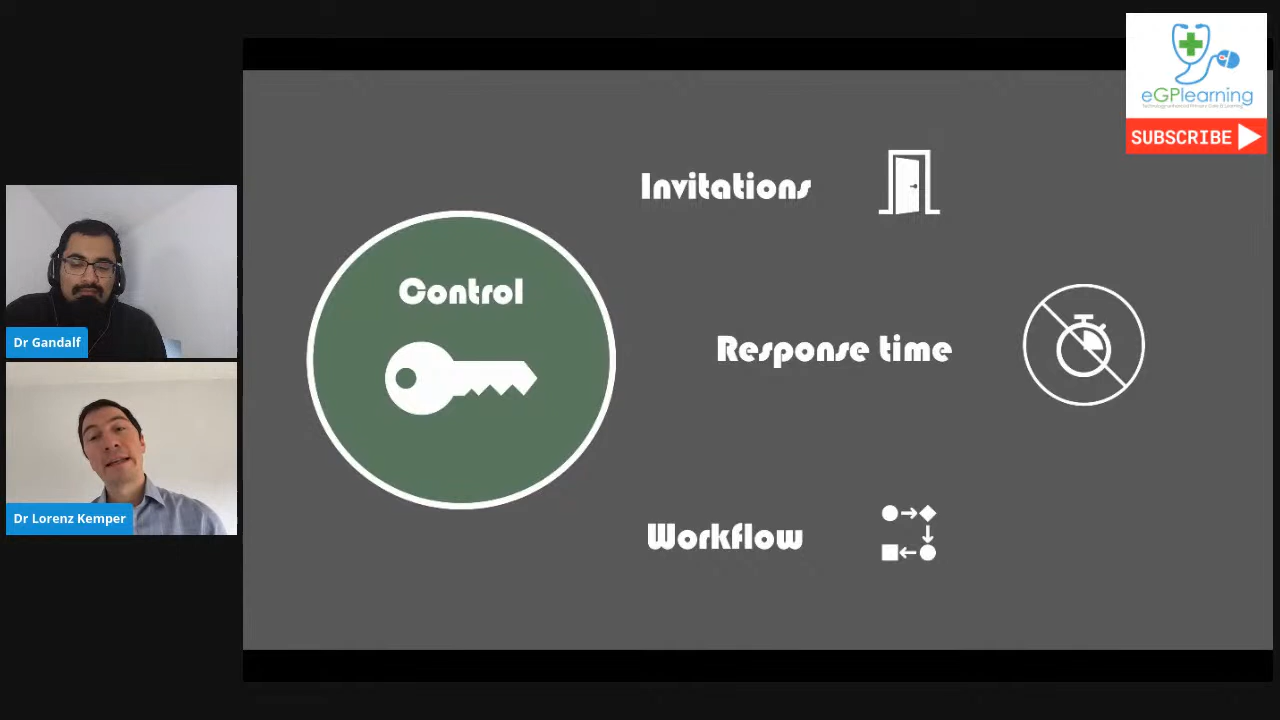 eGPlearning
SUBSCRIBE
Invitations
Control
Response time
Workflow
Dr Gandalf
Dr Lorenz Kemper